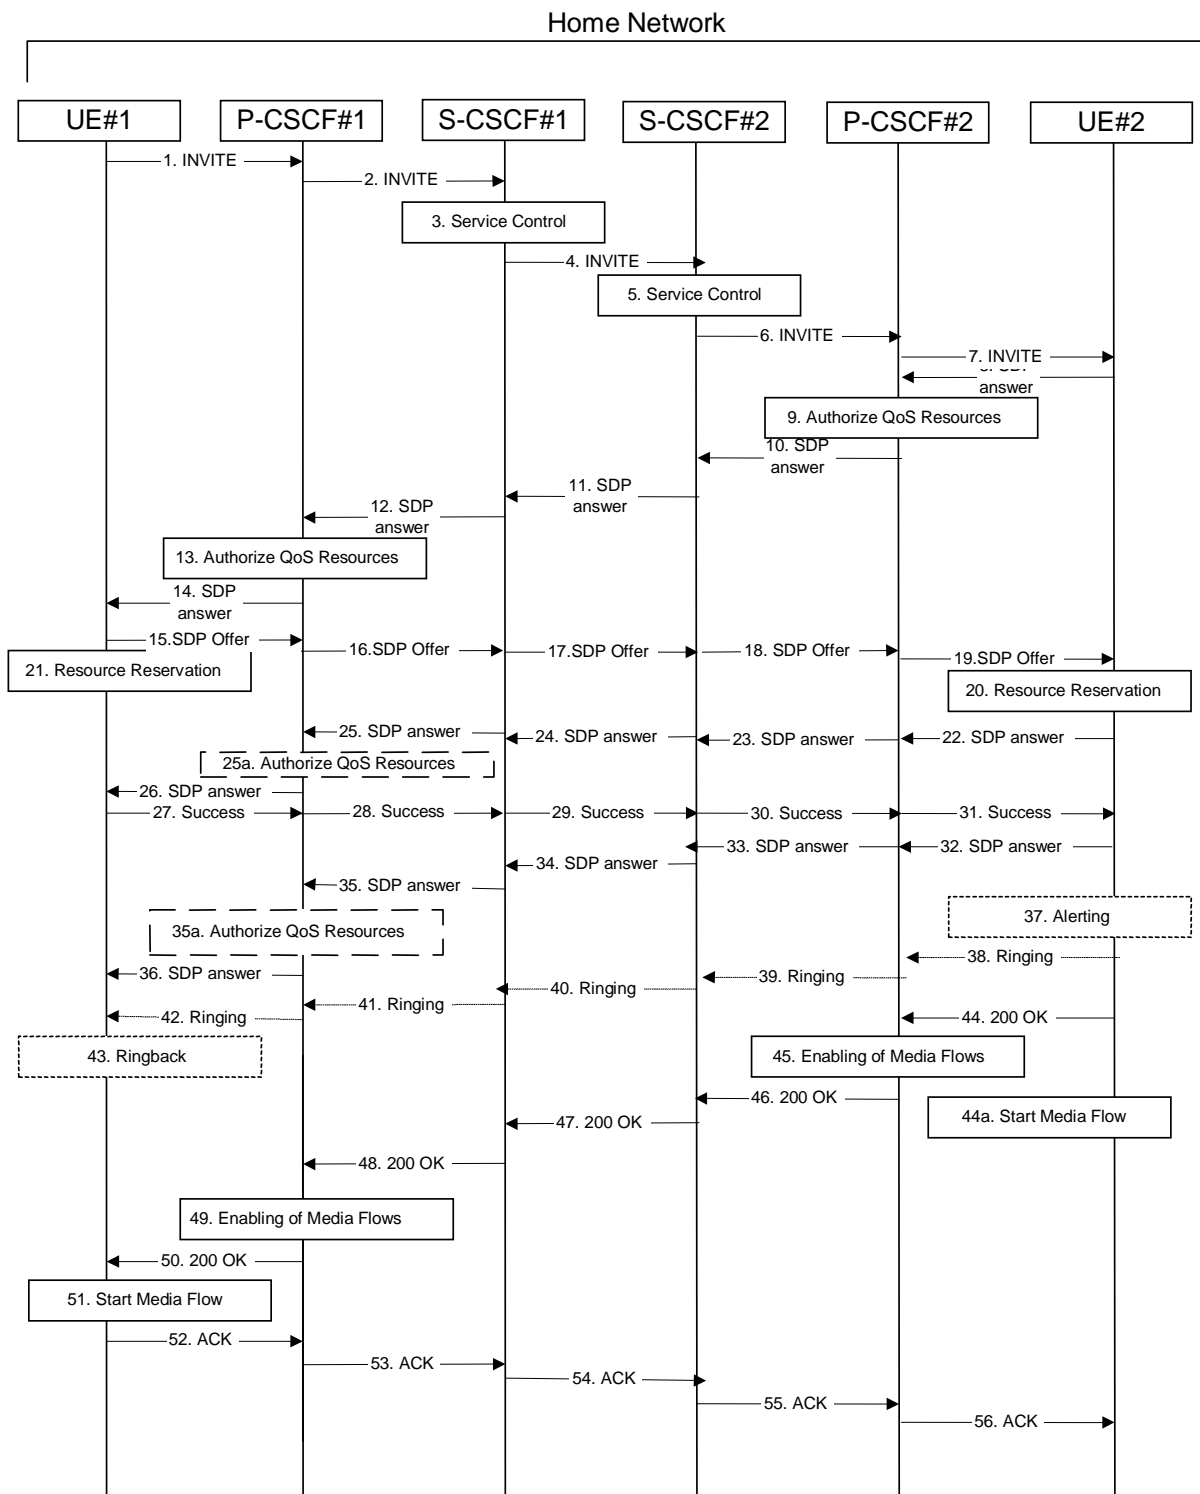 Home Network
UE#1
P-CSCF#1
S-CSCF#1
S-CSCF#2
P-CSCF#2
UE#2
1. INVITE
2. INVITE
3. Service Control
4. INVITE
5. Service Control
6. INVITE
7. INVITE
answer
9. Authorize QoS Resources
10. SDP
answer
11. SDP
answer
12. SDP
answer
13. Authorize QoS Resources
14. SDP
answer
15.SDP Offer
16.SDP Offer
17.SDP Offer
18. SDP Offer
19.SDP Offer
21. Resource Reservation
20. Resource Reservation
25. SDP answer
24. SDP answer
23. SDP answer
22. SDP answer
25a. Authorize QoS Resources
26. SDP answer
27. Success
28. Success
29. Success
30. Success
31. Success
33. SDP answer
32. SDP answer
34. SDP answer
35. SDP answer
37. Alerting
35a. Authorize QoS Resources
38. Ringing
36. SDP answer
39. Ringing
40. Ringing
41. Ringing
42. Ringing
44. 200 OK
43. Ringback
45. Enabling of Media Flows
46. 200 OK
44a. Start Media Flow
47. 200 OK
48. 200 OK
49. Enabling of Media Flows
50. 200 OK
51. Start Media Flow
52. ACK
53. ACK
54. ACK
55. ACK
56. ACK